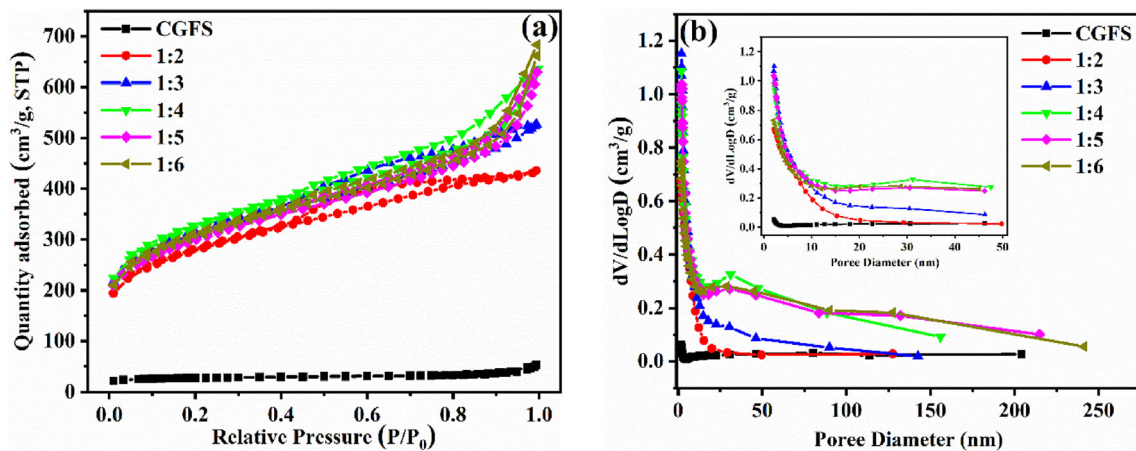 (a)
CGFS
1:2
1:3
1:4
1:5
1:6
Quantity adsorbed (cm³/g, STP)
700
600
500
400
300
200
100
0
0.0 0.2 0.4 0.6 0.8 1.0
Relative Pressure (P/P₀)
(b)
CGFS
1:2
1:3
1:4
1:5
1:6
dV/dLogD (cm³/g)
1.2
1.0
0.8
0.6
0.4
0.2
0.0
0 50 100 150 200 250
Poree Diameter (nm)
dV/dLogD (cm³/g)
1.2
1.0
0.8
0.6
0.4
0.2
0.0
0 10 20 30 40 50
Poree Diameter (nm)